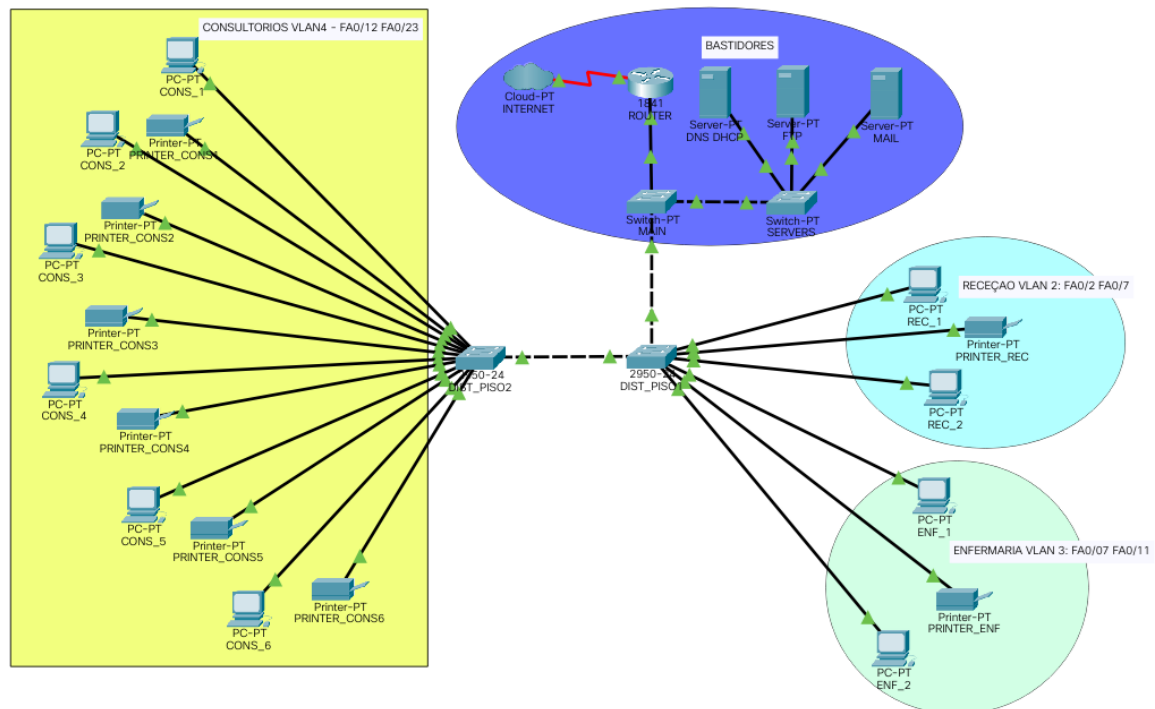 CONSULTORIOS VLAN4 - FA0/12 FA0/23
PC-PT
CONS_1
PC-PT
CONS_2
Printer-PT
PRINTER_CONS1
Printer-PT
PRINTER_CONS2
PC-PT
CONS_3
Printer-PT
PRINTER_CONS3
PC-PT
CONS_4
Printer-PT
PRINTER_CONS4
PC-PT
CONS_5
Printer-PT
PRINTER_CONS5
PC-PT
CONS_6
Printer-PT
PRINTER_CONS6
BASTIDORES
Cloud-PT
INTERNET
1841
ROUTER
Server-PT
DNS DHCP
Server-PT
FTP
Server-PT
MAIL
Switch-PT
MAIN
Switch-PT
SERVERS
DIST_PISO2
DIST_PISO1
RECEÇAO VLAN 2: FA0/2 FA0/7
PC-PT
REC_1
Printer-PT
PRINTER_REC
PC-PT
REC_2
ENFERMARIA VLAN 3: FA0/07 FA0/11
PC-PT
ENF_1
Printer-PT
PRINTER_ENF
PC-PT
ENF_2